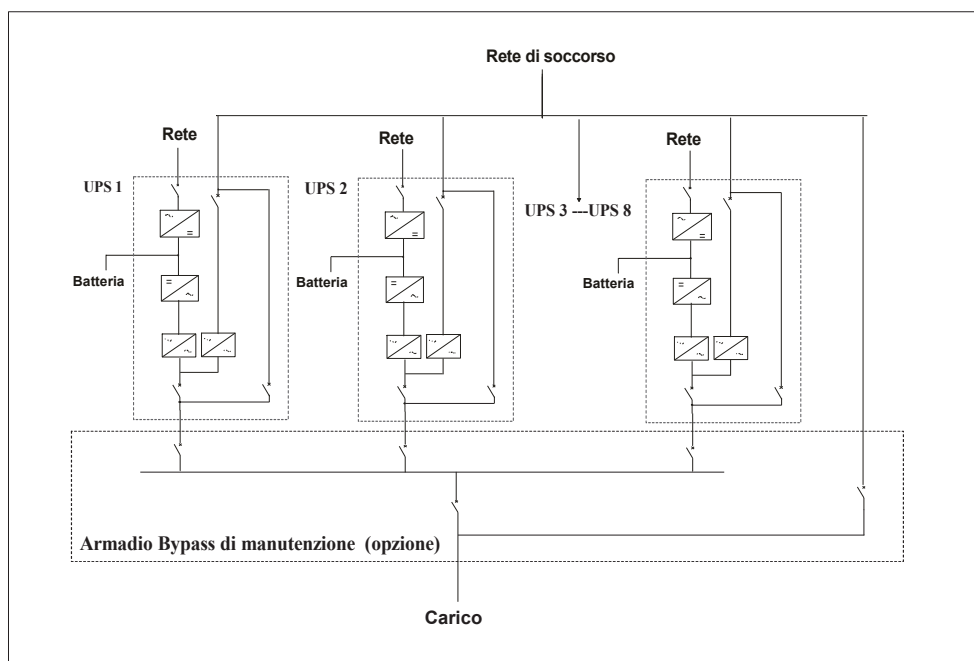 Rete di soccorso
Rete
Rete
Rete
UPS 1
UPS 2
UPS 3 ---UPS 8
Batteria
Batteria
Batteria
Armadio Bypass di manutenzione (opzione)
Carico